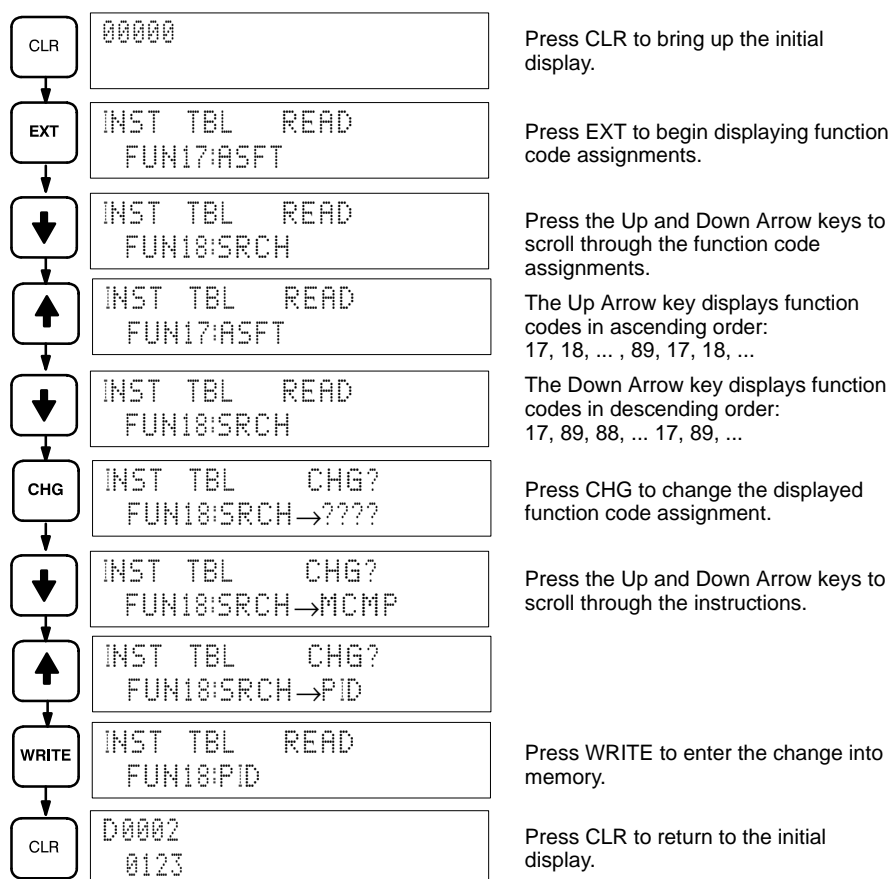 CLR
00000
Press CLR to bring up the initial
display.
EXT
INST TBL READ
FUN17:ASFT
Press EXT to begin displaying function
code assignments.
INST TBL READ
FUN18:SRCH
Press the Up and Down Arrow keys to
scroll through the function code
assignments.
INST TBL READ
FUN17:ASFT
The Up Arrow key displays function
codes in ascending order:
17, 18, ... , 89, 17, 18, ...
INST TBL READ
FUN18:SRCH
The Down Arrow key displays function
codes in descending order:
17, 89, 88, ... 17, 89, ...
CHG
INST TBL CHG?
FUN18:SRCH→????
Press CHG to change the displayed
function code assignment.
INST TBL CHG?
FUN18:SRCH→MCMP
Press the Up and Down Arrow keys to
scroll through the instructions.
INST TBL CHG?
FUN18:SRCH→PID
WRITE
INST TBL READ
FUN18:PID
Press WRITE to enter the change into
memory.
CLR
D0002
0123
Press CLR to return to the initial
display.